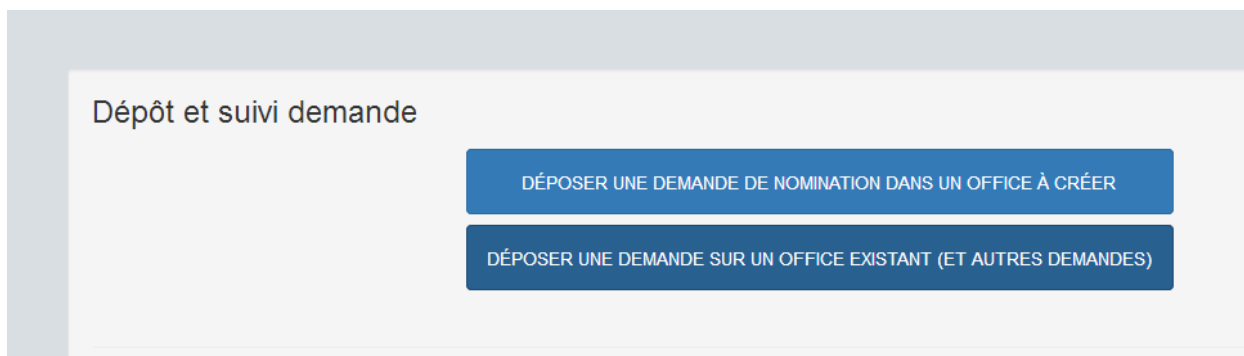 Dépôt et suivi demande
DÉPOSER UNE DEMANDE DE NOMINATION DANS UN OFFICE À CRÉER
DÉPOSER UNE DEMANDE SUR UN OFFICE EXISTANT (ET AUTRES DEMANDES)